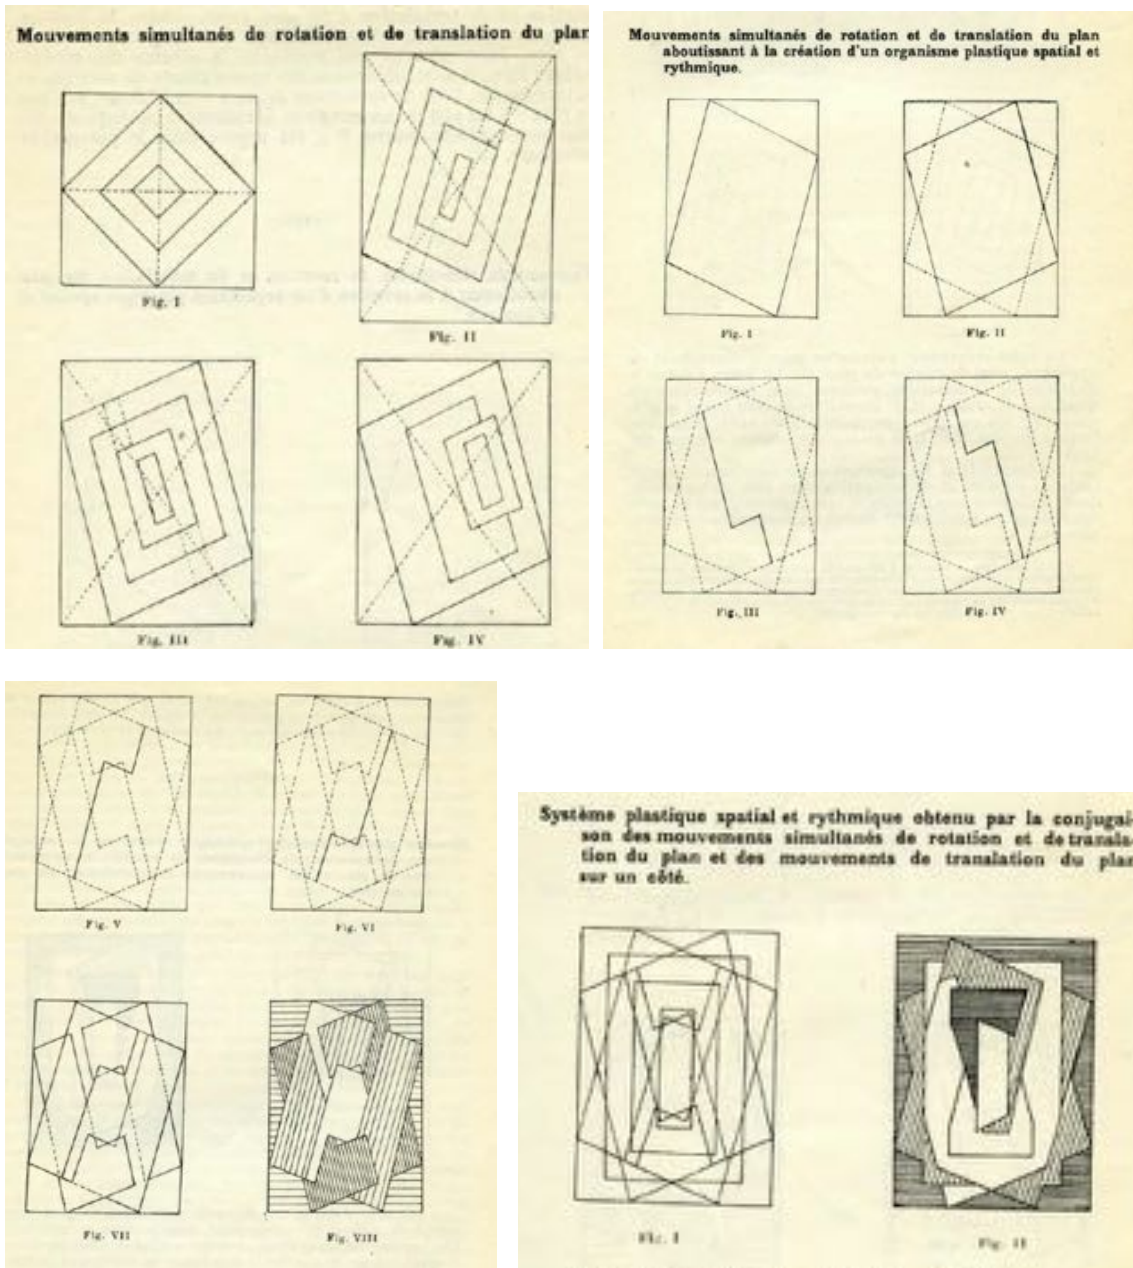 Mouvements simultanés de rotation et de translation du plan
Fig. I
Fig. II
Fig. III
Fig. IV
Mouvements simultanés de rotation et de translation du plan
aboutissant à la création d'un organisme plastique spatial et
rythmique.
Fig. I
Fig. II
Fig. III
Fig. IV
Fig. V
Fig. VI
Fig. VII
Fig. VIII
Système plastique spatial et rythmique obtenu par la conjugai-
son des mouvements simultanés de rotation et de transla-
tion du plan et des mouvements de translation du plan
sur un côté.
Fig. I
Fig. II